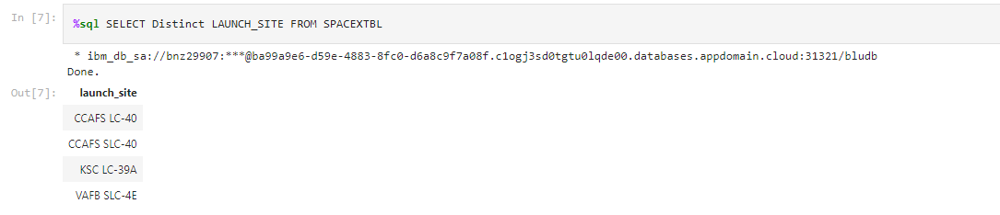 In [7]:
%sql SELECT Distinct LAUNCH_SITE FROM SPACEXTBL
* ibm_db_sa://bnz29907:***@ba99a9e6-d59e-4883-8fc0-d6a8c9f7a08f.c1ogj3sd0tgtu0lqde00.databases.appdomain.cloud:31321/bludb
Done.
Out[7]:
launch_site
CCAFS LC-40
CCAFS SLC-40
KSC LC-39A
VAFB SLC-4E